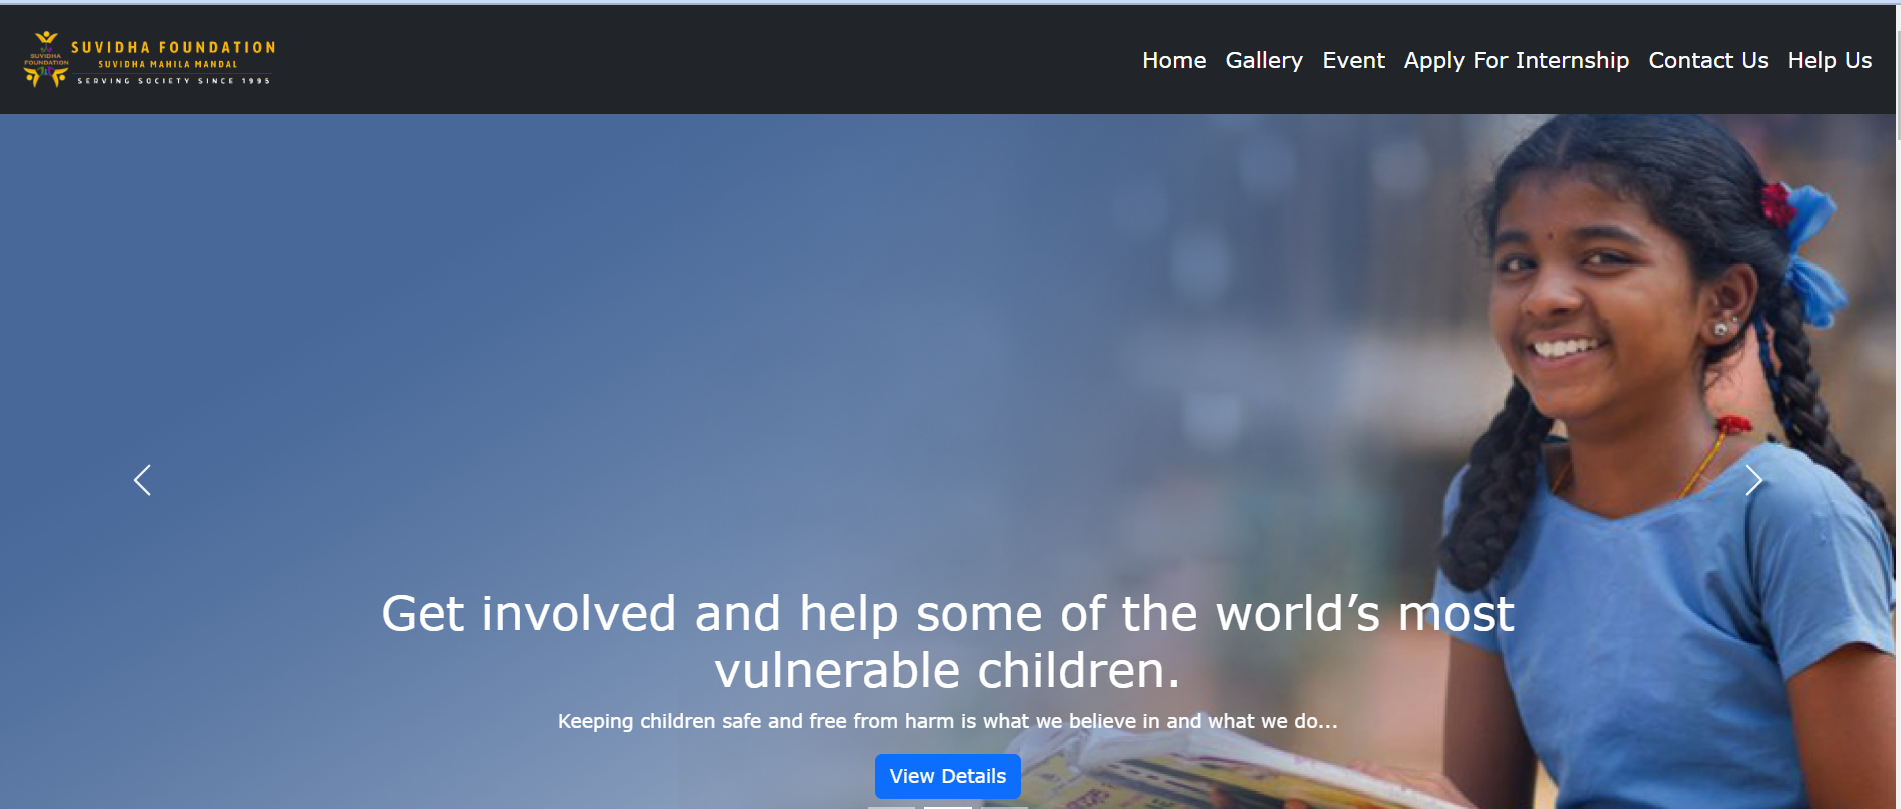 SUVIDHA FOUNDATION
SUVIDHA MAHILA MANDAL
SERVING SOCIETY SINCE 1995
SUVIDHA
FOUNDATION
Home Gallery Event Apply For Internship Contact Us Help Us
Get involved and help some of the world’s most
vulnerable children.
Keeping children safe and free from harm is what we believe in and what we do...
View Details